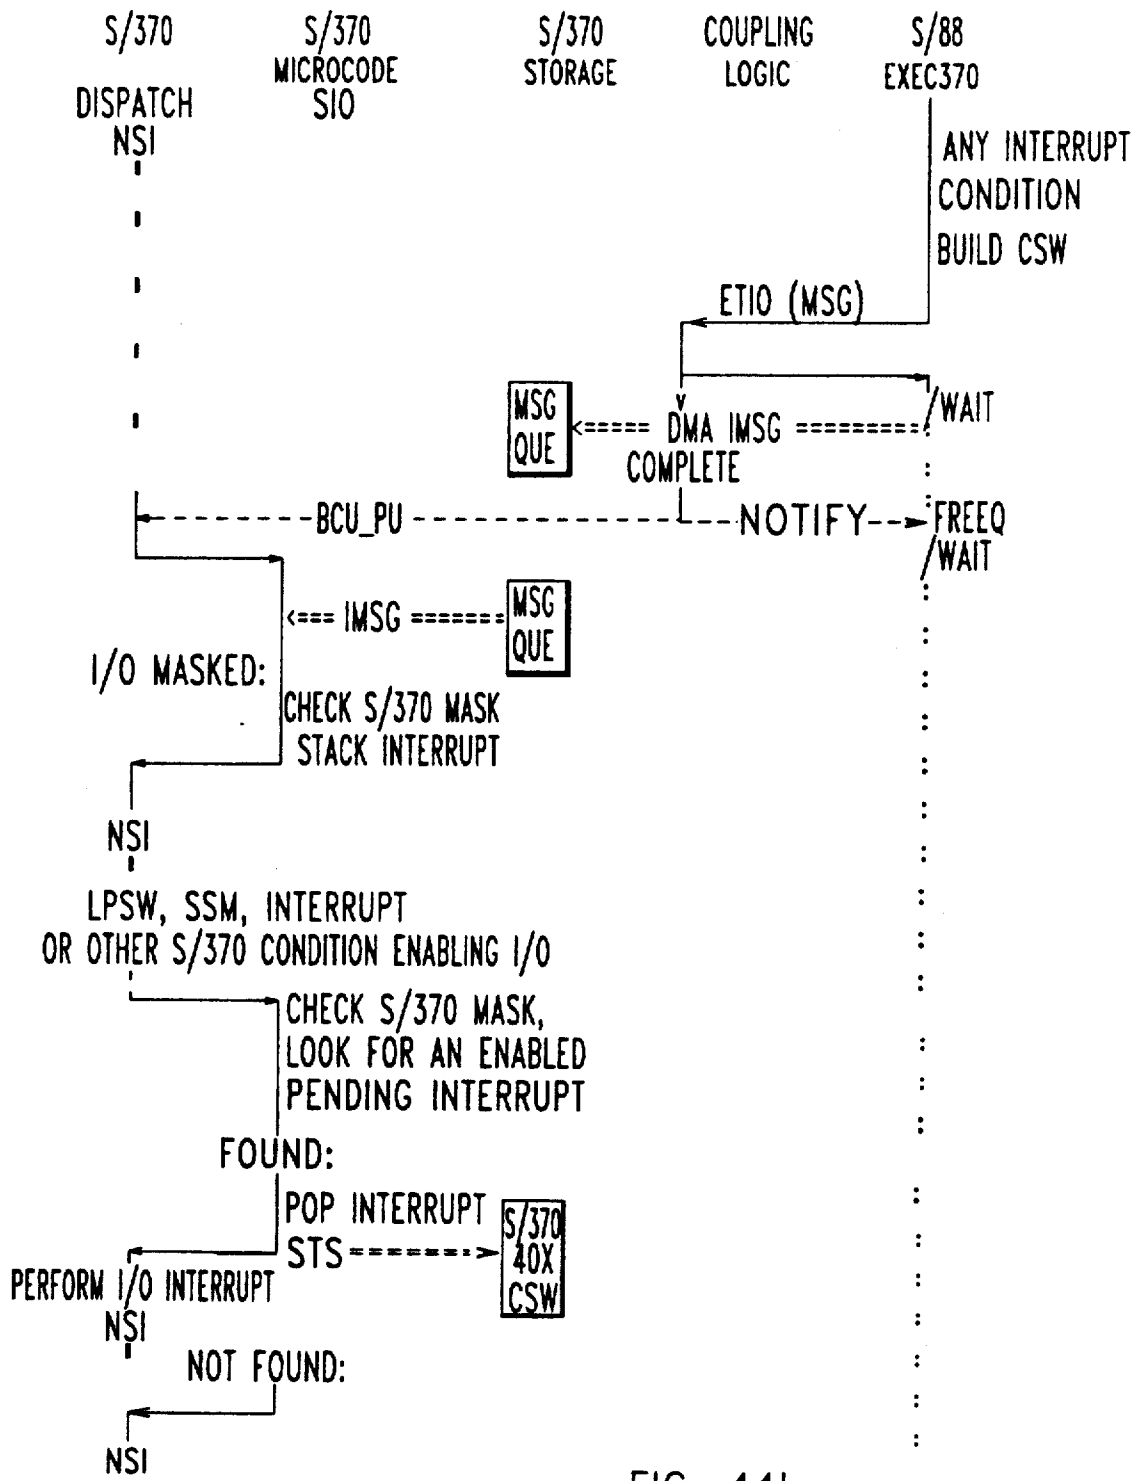 S/370 S/370 S/370 COUPLING S/88
MICROCODE STORAGE LOGIC EXEC370
DISPATCH SIO
NSI
ANY INTERRUPT
CONDITION
BUILD CSW
ETIO (MSG)
MSG
QUE
/WAIT
<==== DMA IMSG ========
COMPLETE
BCU_PU
NOTIFY
FREEQ
/WAIT
<=== IMSG =======
MSG
QUE
I/O MASKED:
CHECK S/370 MASK
STACK INTERRUPT
NSI
LPSW, SSM, INTERRUPT
OR OTHER S/370 CONDITION ENABLING I/O
CHECK S/370 MASK,
LOOK FOR AN ENABLED
PENDING INTERRUPT
FOUND:
POP INTERRUPT
STS ========>
S/370
40X
CSW
PERFORM I/O INTERRUPT
NSI
NOT FOUND:
NSI